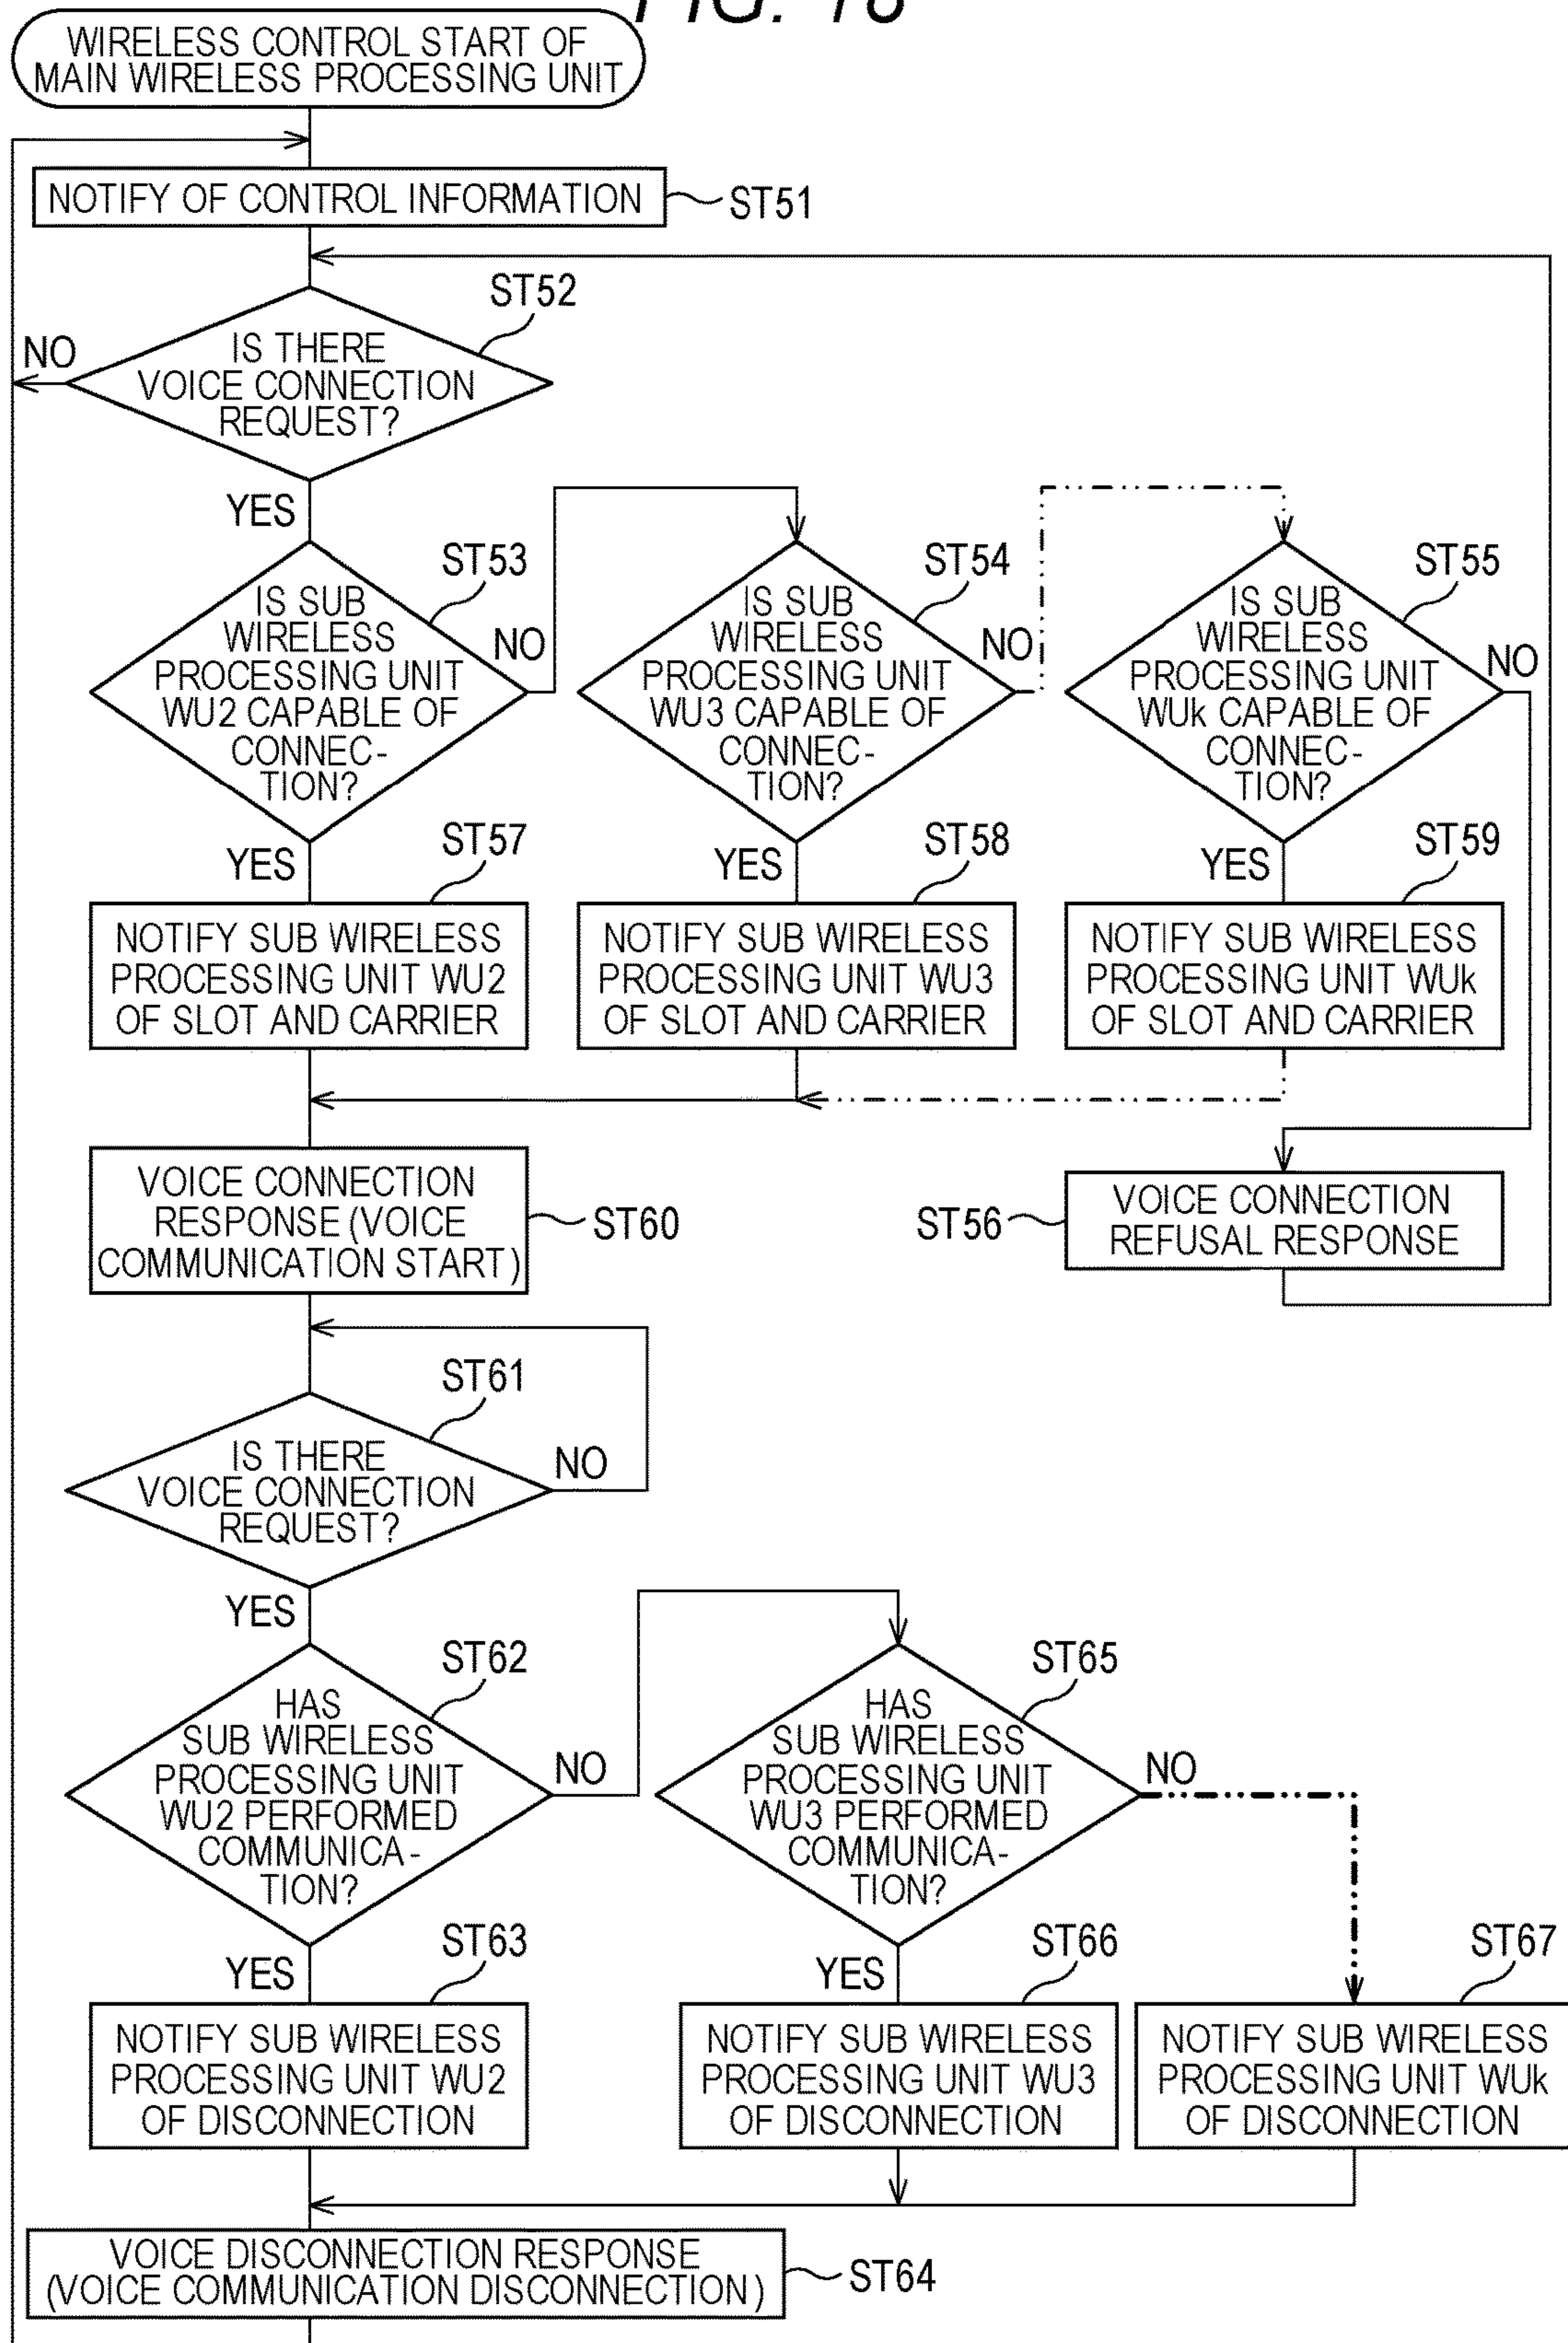 FIG. 18
WIRELESS CONTROL START OF
MAIN WIRELESS PROCESSING UNIT
NOTIFY OF CONTROL INFORMATION
ST51
ST52
IS THERE
VOICE CONNECTION
REQUEST?
NO
YES
ST53
IS SUB
WIRELESS
PROCESSING UNIT
WU2 CAPABLE OF
CONNEC-
TION?
NO
YES
ST54
IS SUB
WIRELESS
PROCESSING UNIT
WU3 CAPABLE OF
CONNEC-
TION?
NO
YES
ST55
IS SUB
WIRELESS
PROCESSING UNIT
WUk CAPABLE OF
CONNEC-
TION?
NO
YES
ST57
NOTIFY SUB WIRELESS
PROCESSING UNIT WU2
OF SLOT AND CARRIER
ST58
NOTIFY SUB WIRELESS
PROCESSING UNIT WU3
OF SLOT AND CARRIER
ST59
NOTIFY SUB WIRELESS
PROCESSING UNIT WUk
OF SLOT AND CARRIER
VOICE CONNECTION
RESPONSE (VOICE
COMMUNICATION START)
ST60
ST56
VOICE CONNECTION
REFUSAL RESPONSE
ST61
IS THERE
VOICE CONNECTION
REQUEST?
NO
YES
ST62
HAS
SUB WIRELESS
PROCESSING UNIT
WU2 PERFORMED
COMMUNICA-
TION?
NO
YES
ST65
HAS
SUB WIRELESS
PROCESSING UNIT
WU3 PERFORMED
COMMUNICA-
TION?
NO
YES
ST63
NOTIFY SUB WIRELESS
PROCESSING UNIT WU2
OF DISCONNECTION
ST66
NOTIFY SUB WIRELESS
PROCESSING UNIT WU3
OF DISCONNECTION
ST67
NOTIFY SUB WIRELESS
PROCESSING UNIT WUk
OF DISCONNECTION
VOICE DISCONNECTION RESPONSE
(VOICE COMMUNICATION DISCONNECTION)
ST64